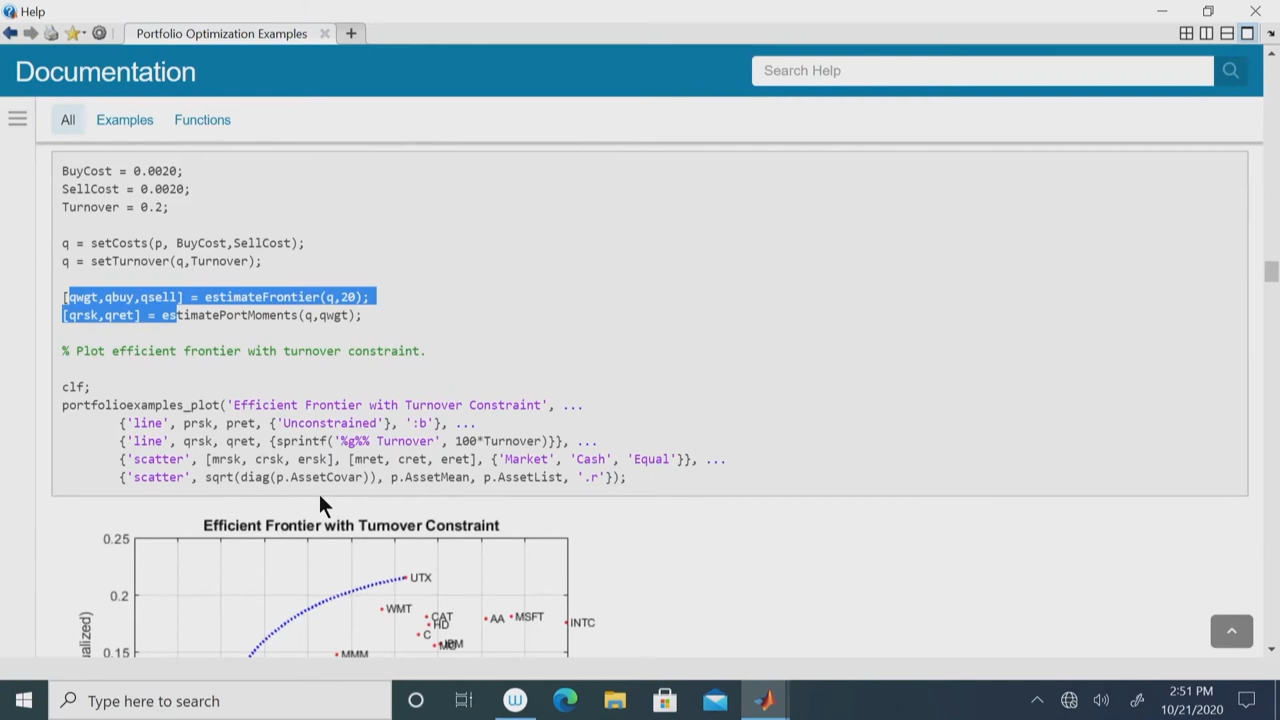 Help
Portfolio Optimization Examples
Documentation
Search Help
All Examples Functions
BuyCost = 0.0020;
SellCost = 0.0020;
Turnover = 0.2;
q = setCosts(p, BuyCost,SellCost);
q = setTurnover(q,Turnover);
[qwgt,qbuy,qsell] = estimateFrontier(q,20);
[qrsk,qret] = estimatePortMoments(q,qwgt);
% Plot efficient frontier with turnover constraint.
clf;
portfolioexamples_plot('Efficient Frontier with Turnover Constraint', ...
{'line', prsk, pret, {'Unconstrained'}, ':b'}, ...
{'line', qrsk, qret, {sprintf('%g%% Turnover', 100*Turnover)}}, ...
{'scatter', [mrsk, crsk, ersk], [mret, cret, eret], {'Market', 'Cash', 'Equal'}}, ...
{'scatter', sqrt(diag(p.AssetCovar)), p.AssetMean, p.AssetList, '.r'});
Efficient Frontier with Turnover Constraint
0.25
UTX
0.2
WMT
CAT
HD
AA
MSFT
INTC
C
0.15
MMM
Type here to search
2:51 PM
10/21/2020